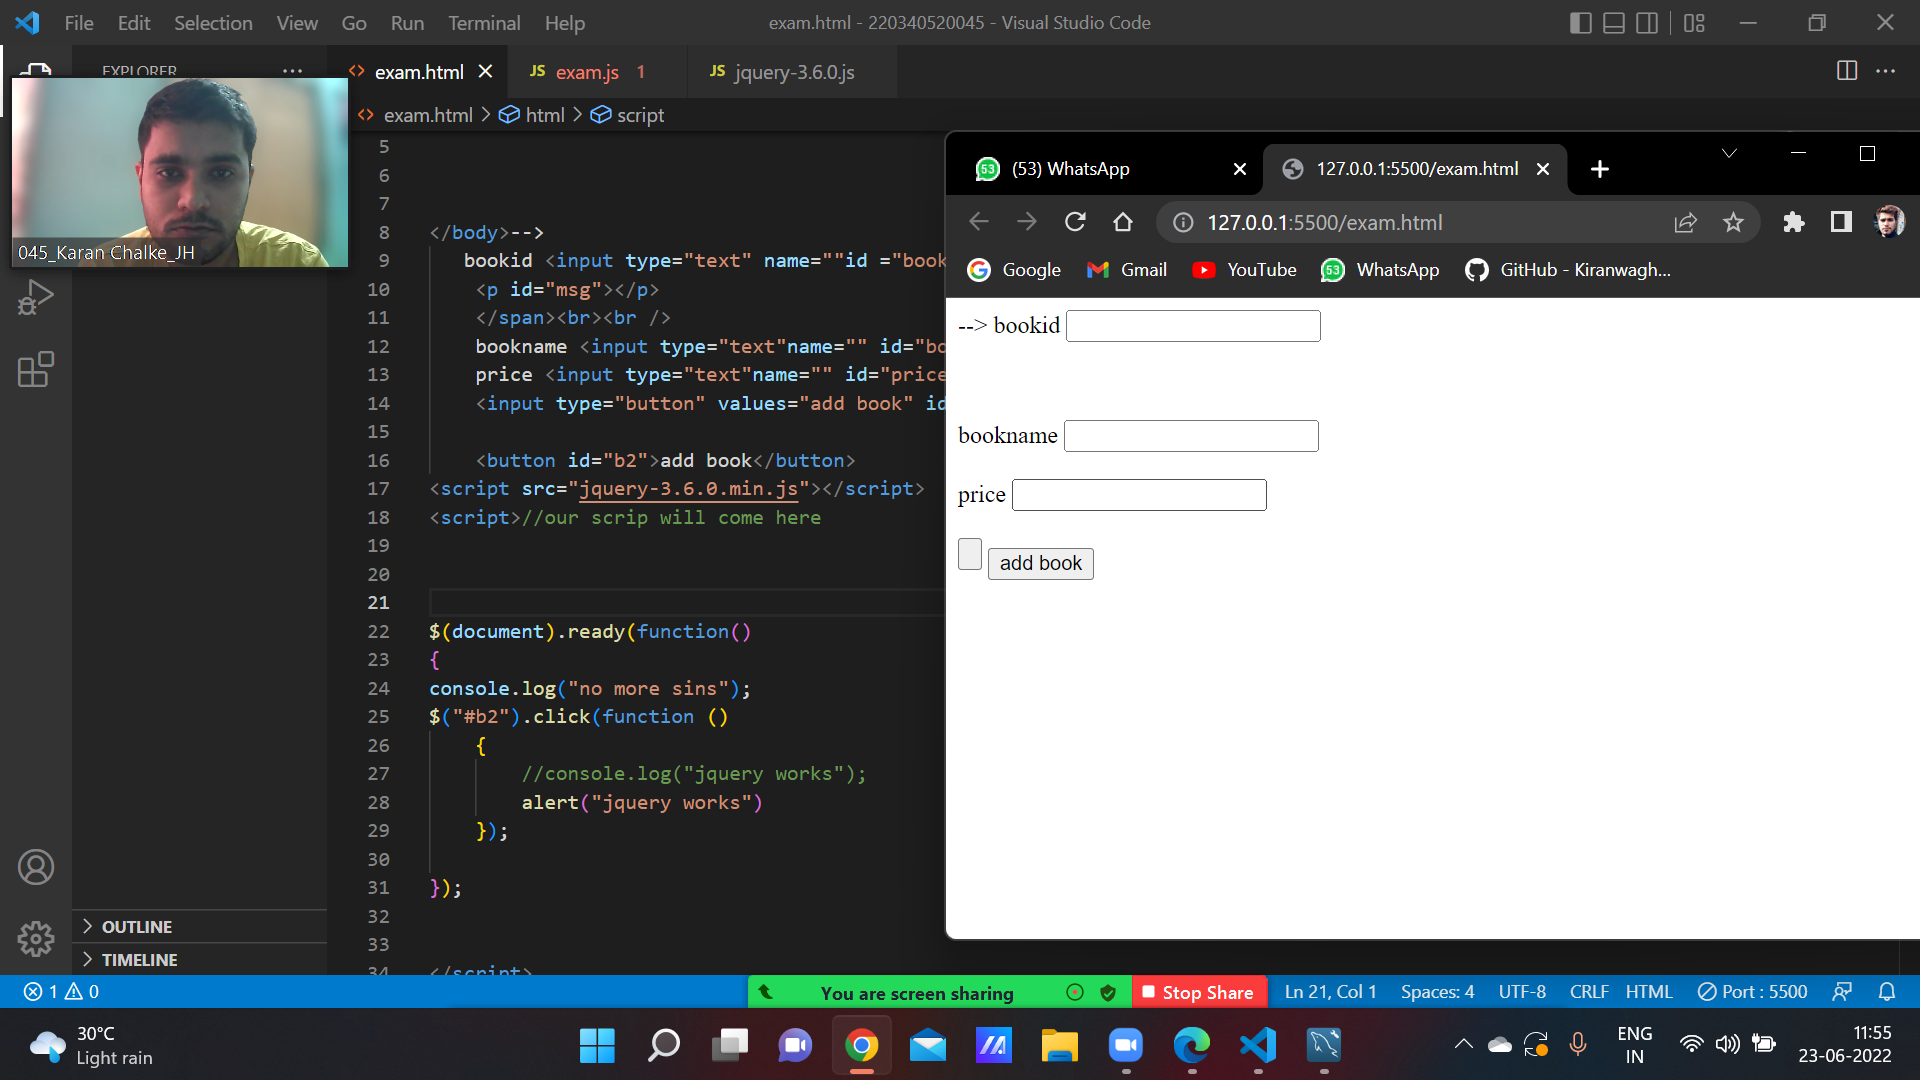 File Edit Selection View Go Run Terminal Help
exam.html - 220340520045 - Visual Studio Code
EXPLORER
exam.html
JS exam.js 1
JS jquery-3.6.0.js
exam.html > html > script
045_Karan Chalke_JH
5
6
7
8 </body>-->
9 bookid <input type="text" name=""id ="book
10 <p id="msg"></p>
11 </span><br><br />
12 bookname <input type="text"name="" id="bo
13 price <input type="text"name="" id="price
14 <input type="button" values="add book" id
15
16 <button id="b2">add book</button>
17 <script src="jquery-3.6.0.min.js"></script>
18 <script>//our scrip will come here
19
20
21
22 $(document).ready(function()
23 {
24 console.log("no more sins");
25 $("#b2").click(function ()
26 {
27 //console.log("jquery works");
28 alert("jquery works")
29 });
30
31 });
32
33
34 </script>
OUTLINE
TIMELINE
53 (53) WhatsApp
127.0.0.1:5500/exam.html
127.0.0.1:5500/exam.html
Google
Gmail
YouTube
53 WhatsApp
GitHub - Kiranwagh...
--> bookid
bookname
price
add book
1 0
You are screen sharing
Stop Share
Ln 21, Col 1
Spaces: 4
UTF-8
CRLF
HTML
Port : 5500
30°C
Light rain
ENG
IN
11:55
23-06-2022